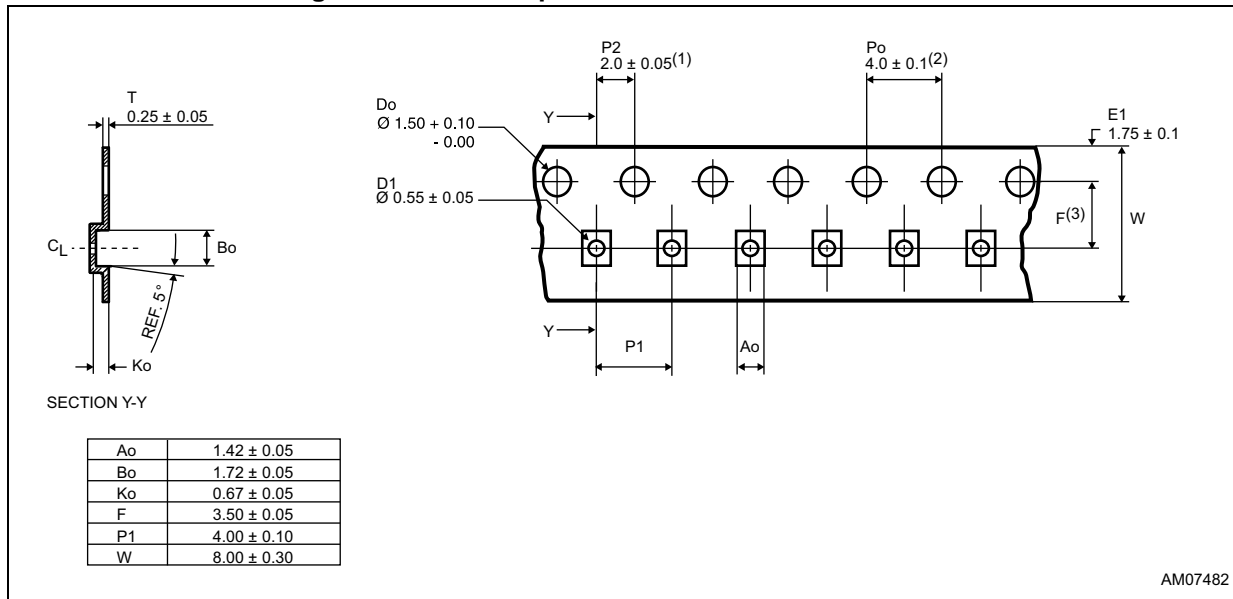 P2
2.0 ± 0.05(1)
Po
4.0 ± 0.1(2)
T
0.25 ± 0.05
Do
Ø 1.50 + 0.10
- 0.00
Y
E1
1.75 ± 0.1
D1
Ø 0.55 ± 0.05
F(3)
W
CL
Bo
REF. 5°
Ko
Y
P1
Ao
SECTION Y-Y
Ao 1.42 ± 0.05
Bo 1.72 ± 0.05
Ko 0.67 ± 0.05
F 3.50 ± 0.05
P1 4.00 ± 0.10
W 8.00 ± 0.30
AM07482